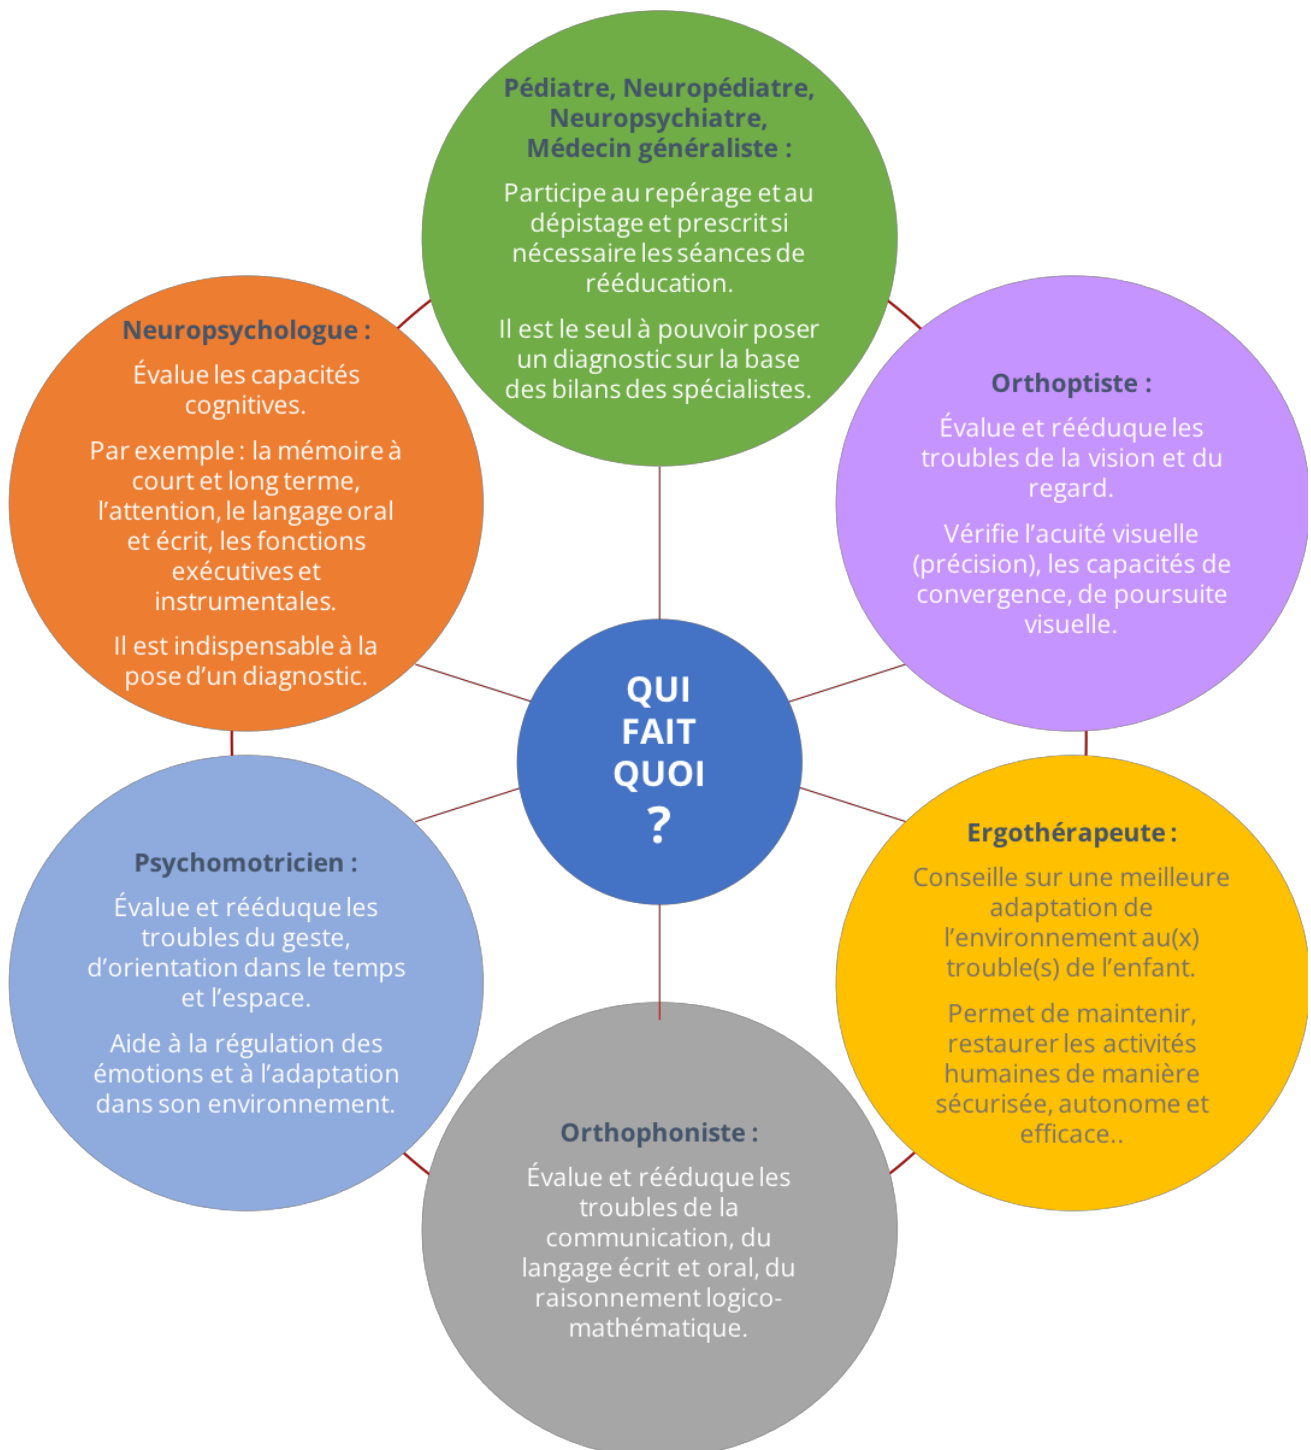 Pédiatre, Neuropédiatre,
Neuropsychiatre,
Médecin généraliste :
Participe au repérage et au
dépistage et prescrit si
nécessaire les séances de
rééducation.
Il est le seul à pouvoir poser
un diagnostic sur la base
des bilans des spécialistes.
Neuropsychologue :
Évalue les capacités
cognitives.
Par exemple : la mémoire à
court et long terme,
l’attention, le langage oral
et écrit, les fonctions
exécutives et
instrumentales.
Il est indispensable à la
pose d’un diagnostic.
Orthoptiste :
Évalue et rééduque les
troubles de la vision et du
regard.
Vérifie l’acuité visuelle
(précision), les capacités de
convergence, de poursuite
visuelle.
QUI
FAIT
QUOI
?
Psychomotricien :
Évalue et rééduque les
troubles du geste,
d’orientation dans le temps
et l’espace.
Aide à la régulation des
émotions et à l’adaptation
dans son environnement.
Ergothérapeute :
Conseille sur une meilleure
adaptation de
l’environnement au(x)
trouble(s) de l’enfant.
Permet de maintenir,
restaurer les activités
humaines de manière
sécurisée, autonome et
efficace..
Orthophoniste :
Évalue et rééduque les
troubles de la
communication, du
langage écrit et oral, du
raisonnement logico-
mathématique.